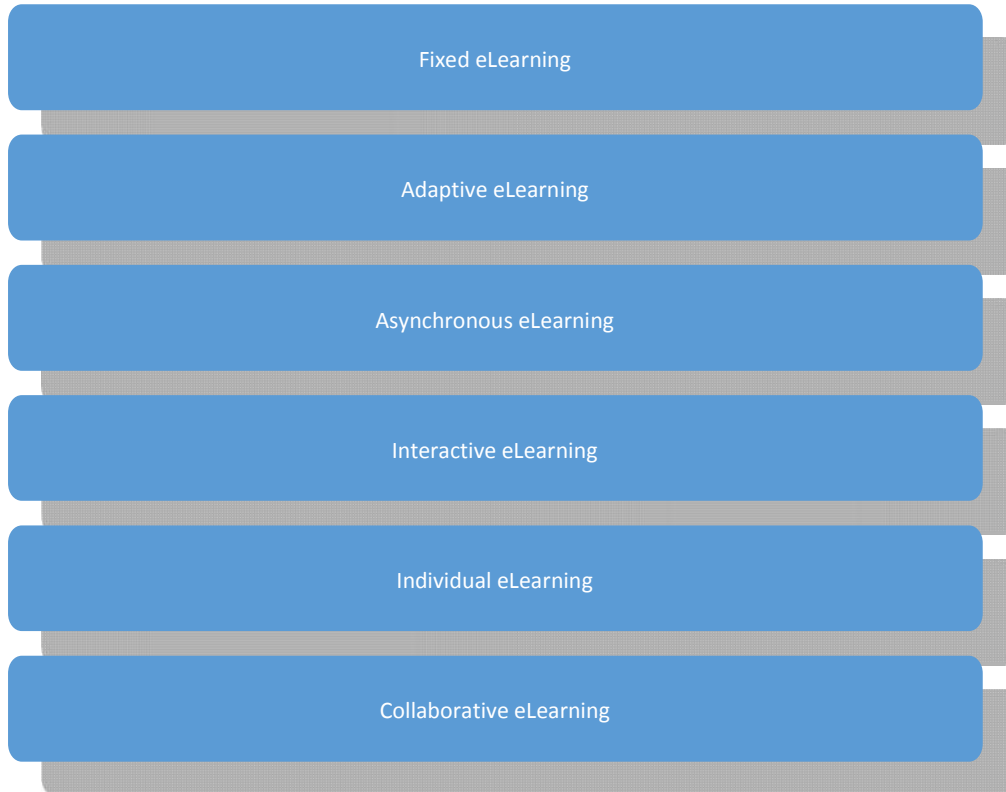 Fixed eLearning
Adaptive eLearning
Asynchronous eLearning
Interactive eLearning
Individual eLearning
Collaborative eLearning